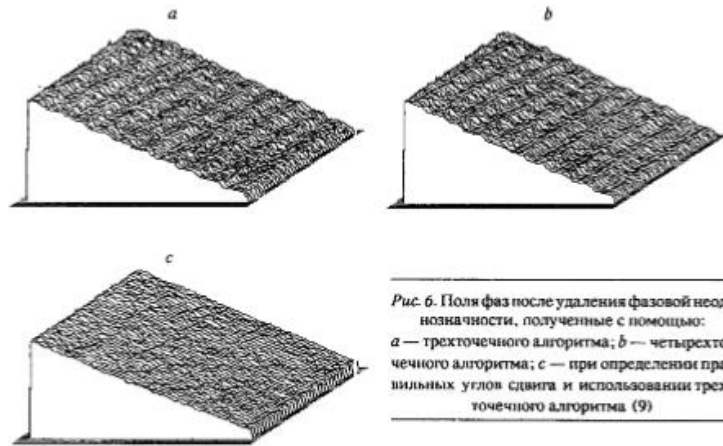 a
b
c
Рис. 6. Поля фаз после удаления фазовой неод-
нозначности, полученные с помощью:
а — трехточечного алгоритма; b — четырехто-
чечного алгоритма; с — при определении пра-
вильных углов сдвига и использовании трех-
точечного алгоритма (9)